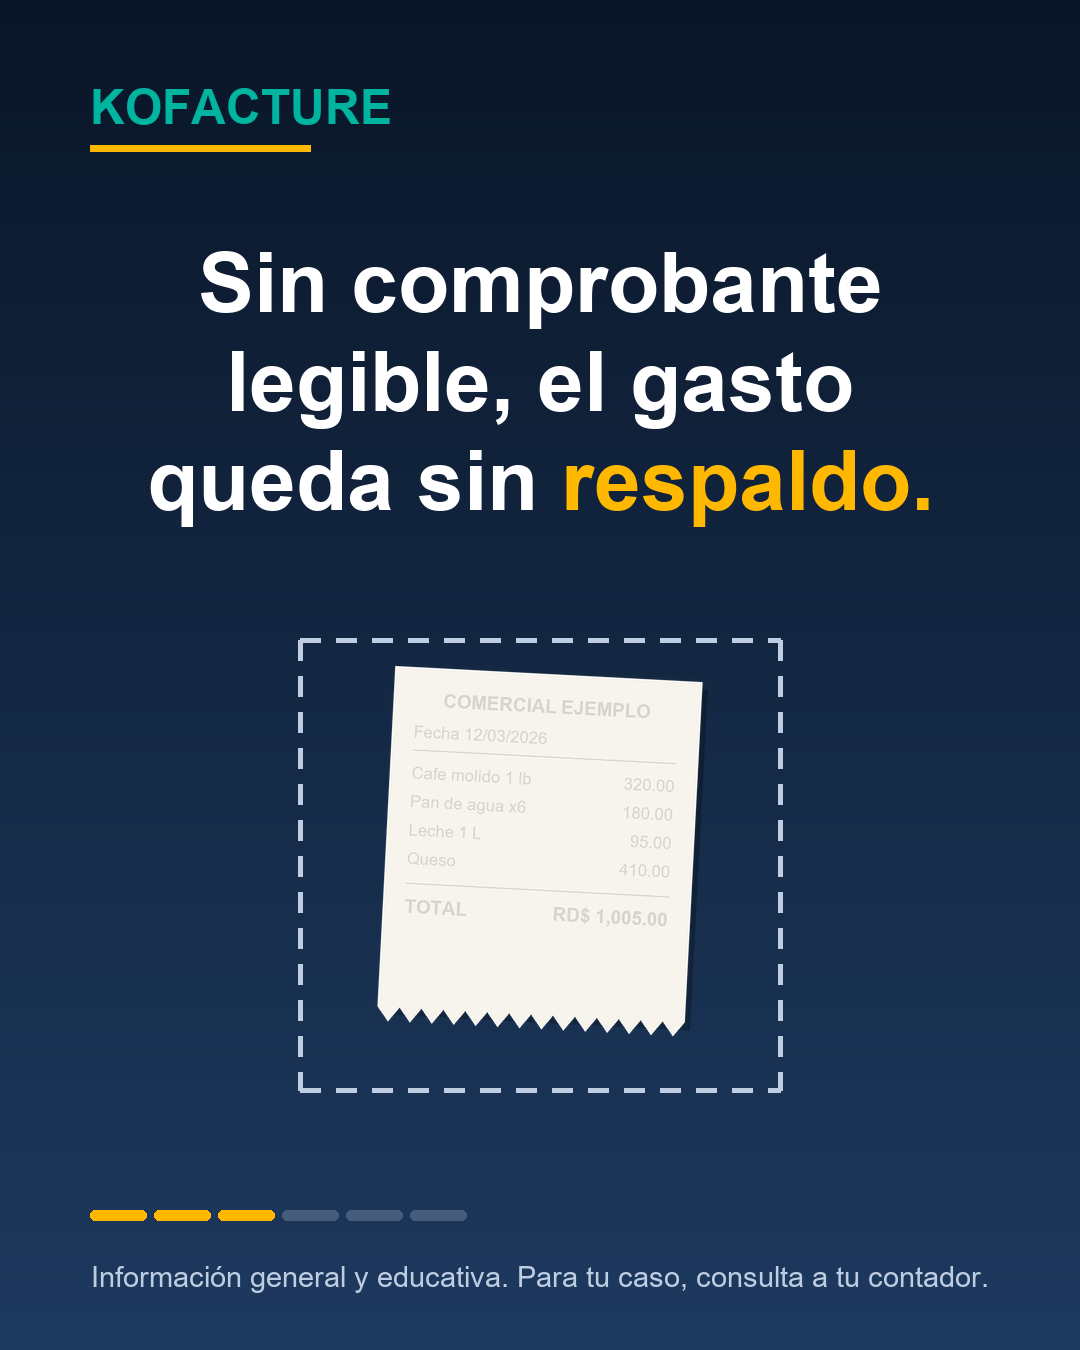 KOFACTURE
Sin comprobante
legible, el gasto
queda sin respaldo.
COMERCIAL EJEMPLO
Fecha 12/03/2026
Cafe molido 1 lb 320.00
Pan de agua x6 180.00
Leche 1 L 95.00
Queso 410.00
TOTAL RD$ 1,005.00
Información general y educativa. Para tu caso, consulta a tu contador.